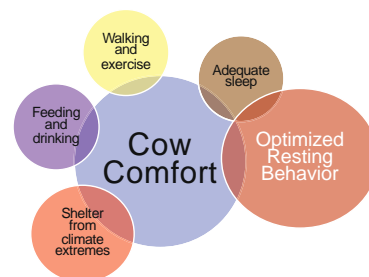 Walking
and
exercise
Adequate
sleep
Feeding
and
drinking
Cow
Comfort
Optimized
Resting
Behavior
Shelter
from
climate
extremes